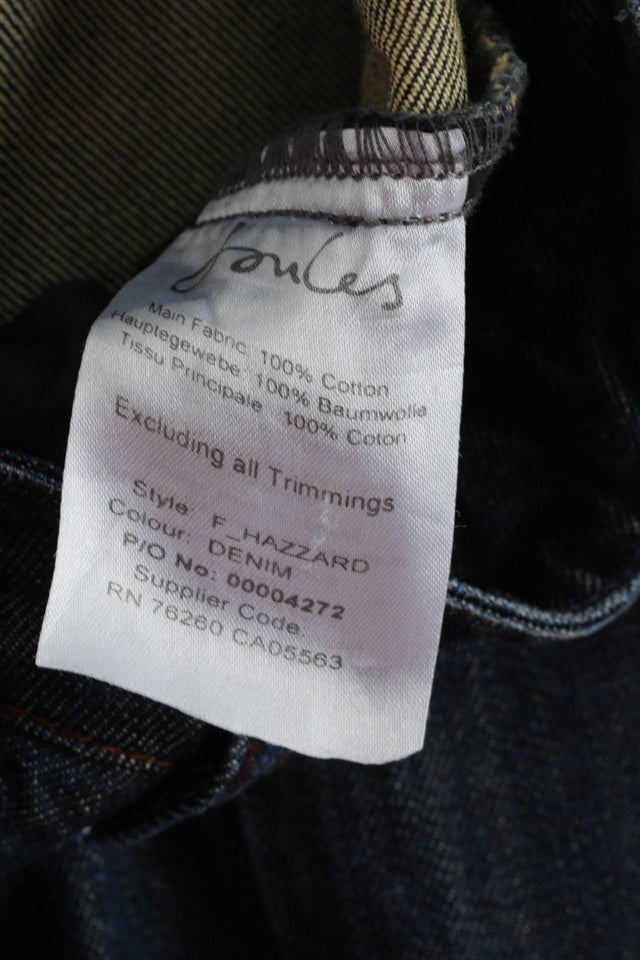 Joules
Main Fabric: 100% Cotton
Hauptegewebe 100% Baumwolla
Tissu Principale 100% Coton
Excluding all Trimmings
Style: F_HAZZARD
Colour: DENIM
P/O No: 00004272
Supplier Code:
RN 76260 CA05563